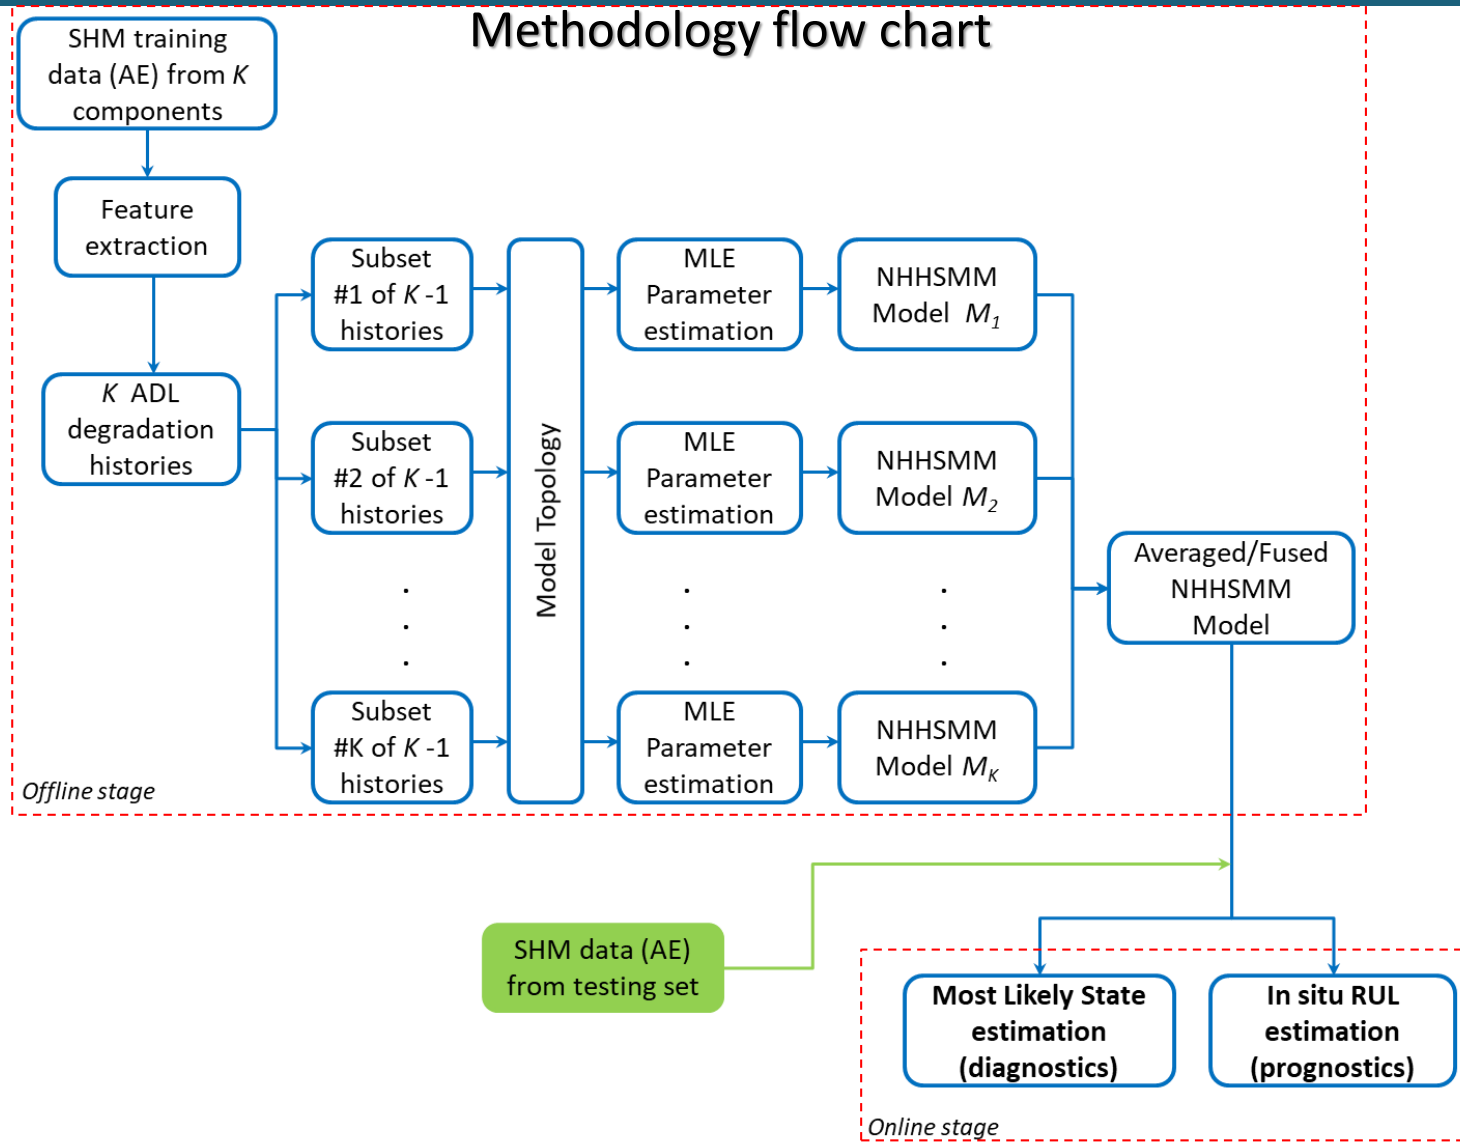 Methodology flow chart
SHM training
data (AE) from K
components
Feature
extraction
K ADL
degradation
histories
Subset
#1 of K -1
histories
Subset
#2 of K -1
histories
.
.
.
Subset
#K of K -1
histories
Model Topology
MLE
Parameter
estimation
MLE
Parameter
estimation
.
.
.
MLE
Parameter
estimation
NHHSMM
Model M1
NHHSMM
Model M2
.
.
.
NHHSMM
Model MK
Averaged/Fused
NHHSMM
Model
Offline stage
SHM data (AE)
from testing set
Most Likely State
estimation
(diagnostics)
In situ RUL
estimation
(prognostics)
Online stage